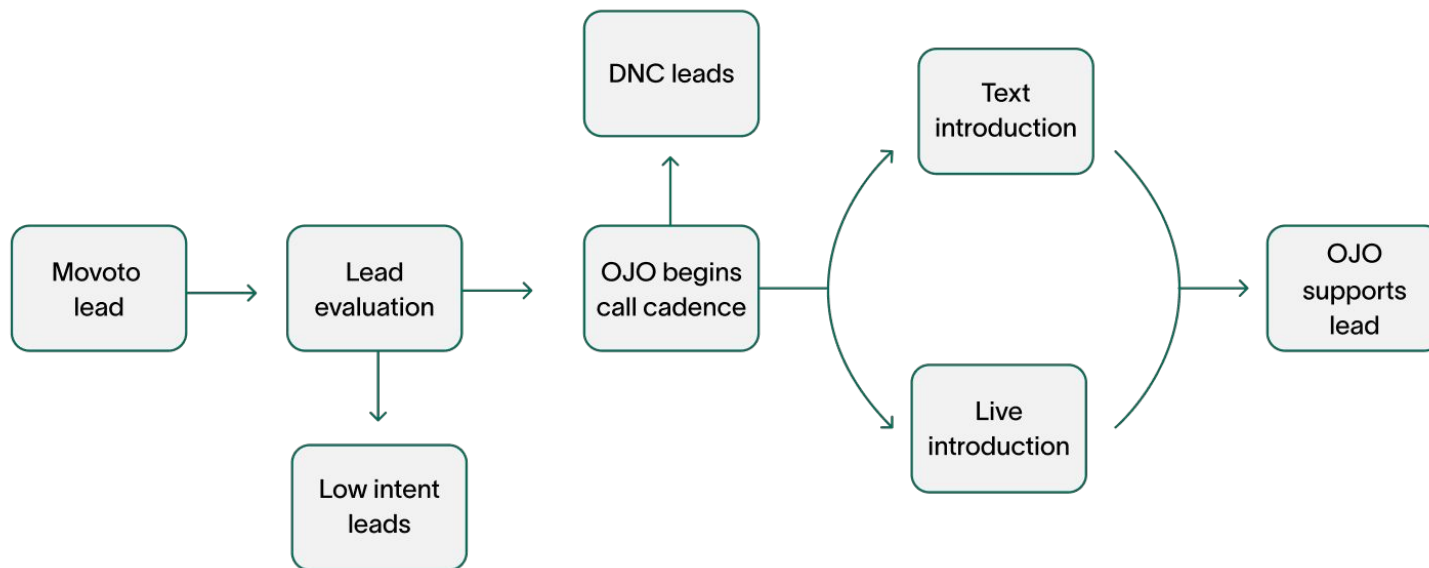 Movoto
lead
Lead
evaluation
Low intent
leads
DNC leads
OJO begins
call cadence
Text
introduction
Live
introduction
OJO
supports
lead